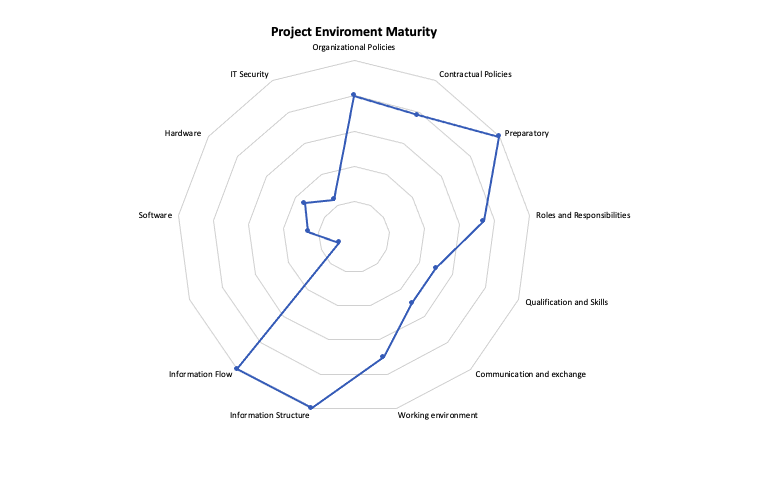 Project Enviroment Maturity
Organizational Policies
IT Security
Contractual Policies
Hardware
Preparatory
Software
Roles and Responsibilities
Qualification and Skills
Information Flow
Communication and exchange
Information Structure
Working environment